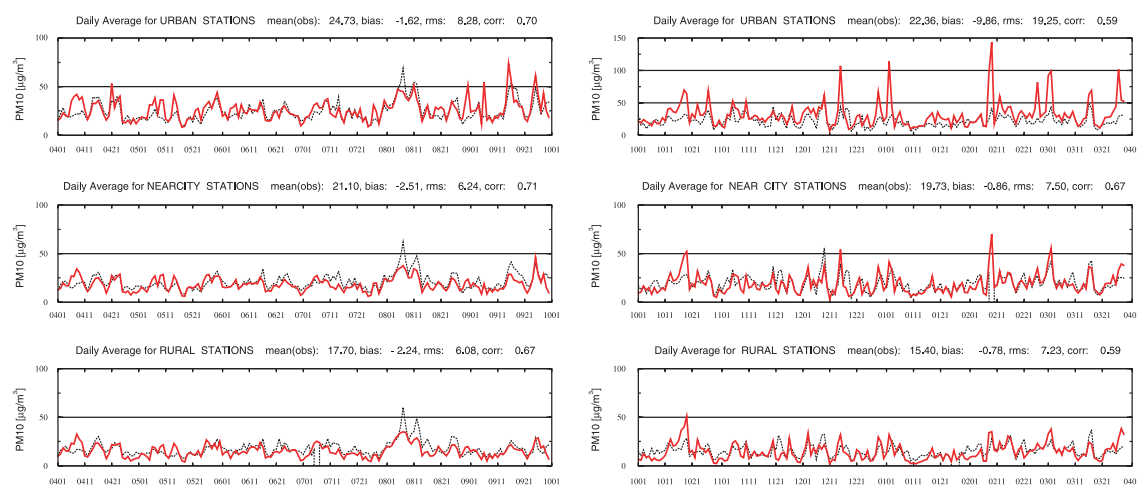 Daily Average for URBAN STATIONS mean(obs): 24.73, bias: -1.62, rms: 8.28, corr: 0.70
PM10 [µg/m³]
100
50
0
0401 0411 0421 0501 0511 0521 0601 0611 0621 0701 0711 0721 0801 0811 0821 0901 0911 0921 1001
Daily Average for NEARCITY STATIONS mean(obs): 21.10, bias: -2.51, rms: 6.24, corr: 0.71
PM10 [µg/m³]
100
50
0
0401 0411 0421 0501 0511 0521 0601 0611 0621 0701 0711 0721 0801 0811 0821 0901 0911 0921 1001
Daily Average for RURAL STATIONS mean(obs): 17.70, bias: - 2.24, rms: 6.08, corr: 0.67
PM10 [µg/m³]
100
50
0
0401 0411 0421 0501 0511 0521 0601 0611 0621 0701 0711 0721 0801 0811 0821 0901 0911 0921 1001
Daily Average for URBAN STATIONS mean(obs): 22.36, bias: -9.86, rms: 19.25, corr: 0.59
PM10 [µg/m³]
150
100
50
0
1001 1011 1021 1101 1111 1121 1201 1211 1221 0101 0111 0121 0201 0211 0221 0301 0311 0321 0401
Daily Average for NEAR CITY STATIONS mean(obs): 19.73, bias: -0.86, rms: 7.50, corr: 0.67
PM10 [µg/m³]
100
50
0
1001 1011 1021 1101 1111 1121 1201 1211 1221 0101 0111 0121 0201 0211 0221 0301 0311 0321 0401
Daily Average for RURAL STATIONS mean(obs): 15.40, bias: -0.78, rms: 7.23, corr: 0.59
PM10 [µg/m³]
100
50
0
1001 1011 1021 1101 1111 1121 1201 1211 1221 0101 0111 0121 0201 0211 0221 0301 0311 0321 0401